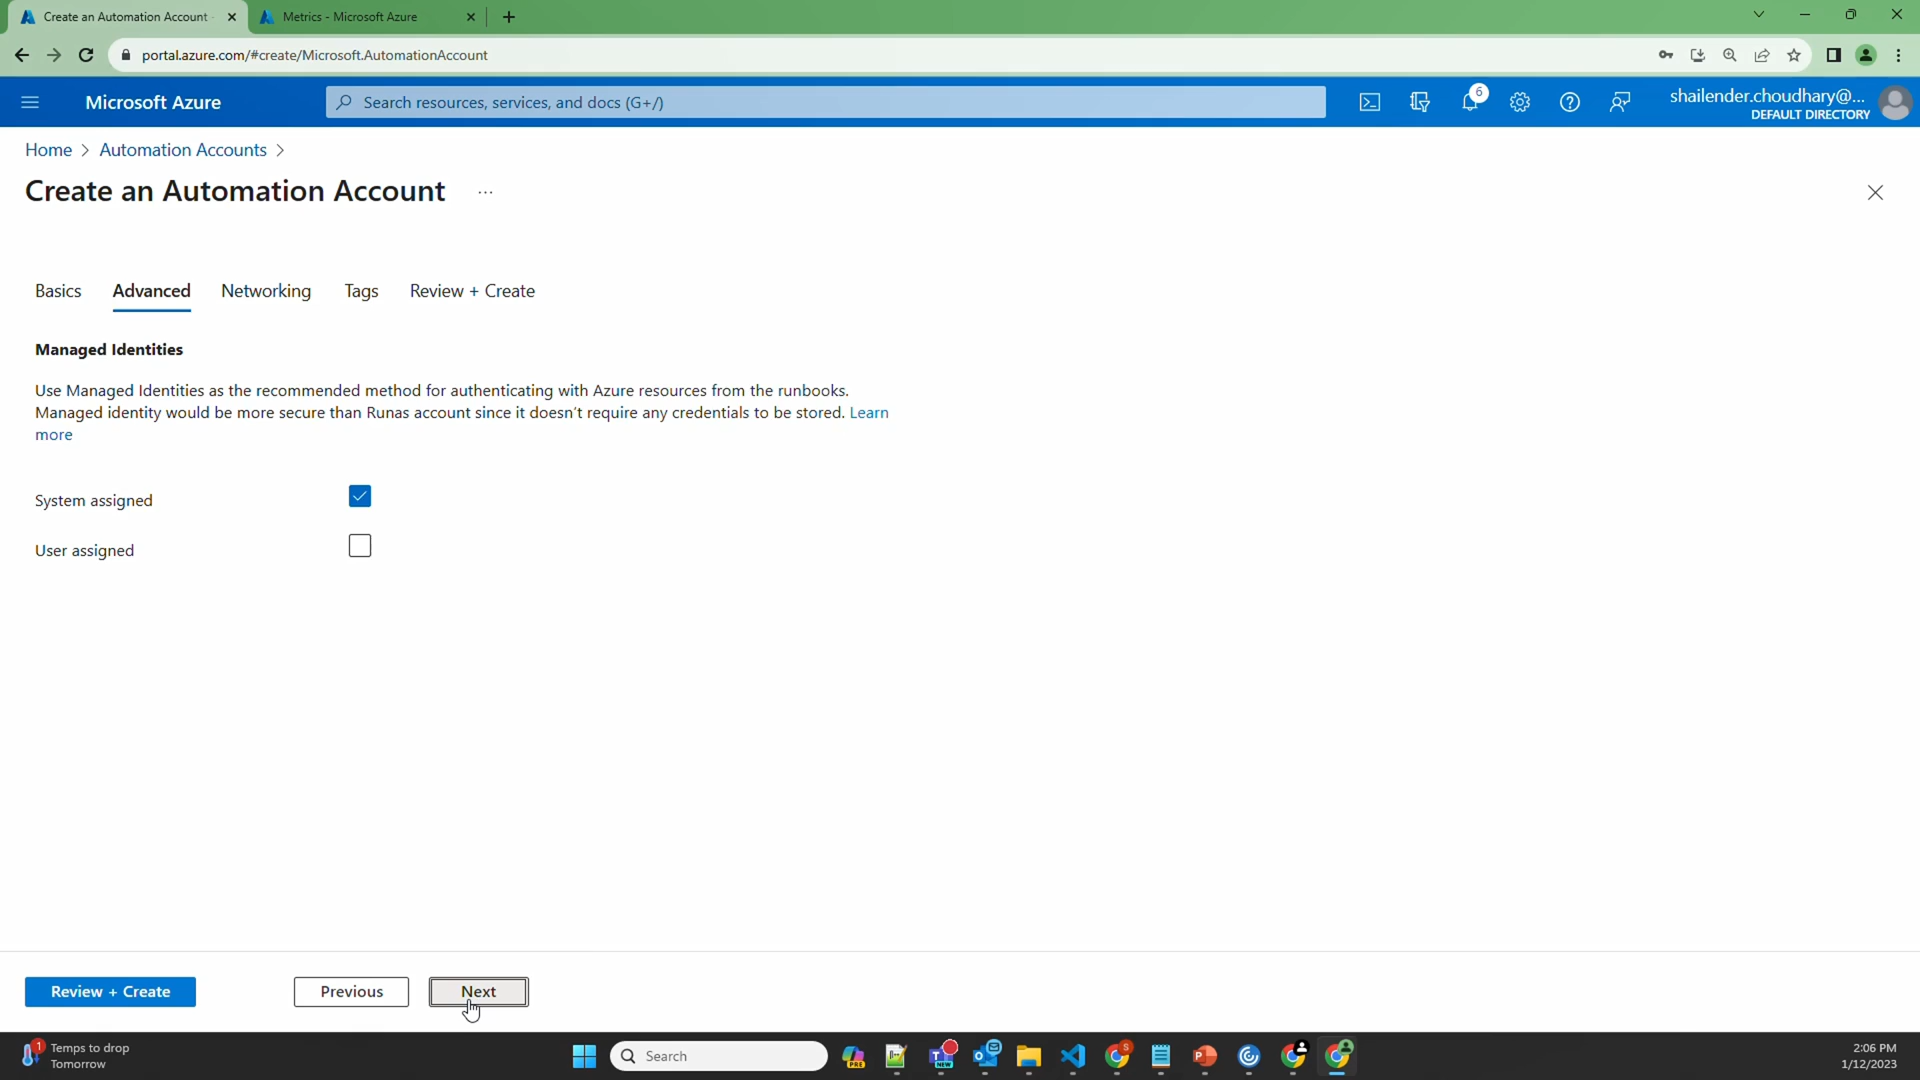 Create an Automation Account
Metrics - Microsoft Azure
portal.azure.com/#create/Microsoft.AutomationAccount
Microsoft Azure
Search resources, services, and docs (G+/)
6
shailender.choudhary@...
DEFAULT DIRECTORY
Home > Automation Accounts >
Create an Automation Account ...
Basics Advanced Networking Tags Review + Create
Managed Identities
Use Managed Identities as the recommended method for authenticating with Azure resources from the runbooks.
Managed identity would be more secure than Runas account since it doesn't require any credentials to be stored. Learn
more
System assigned
User assigned
Review + Create Previous Next
1
Temps to drop
Tomorrow
Search
PRE
NEW
S
2:06 PM
1/12/2023